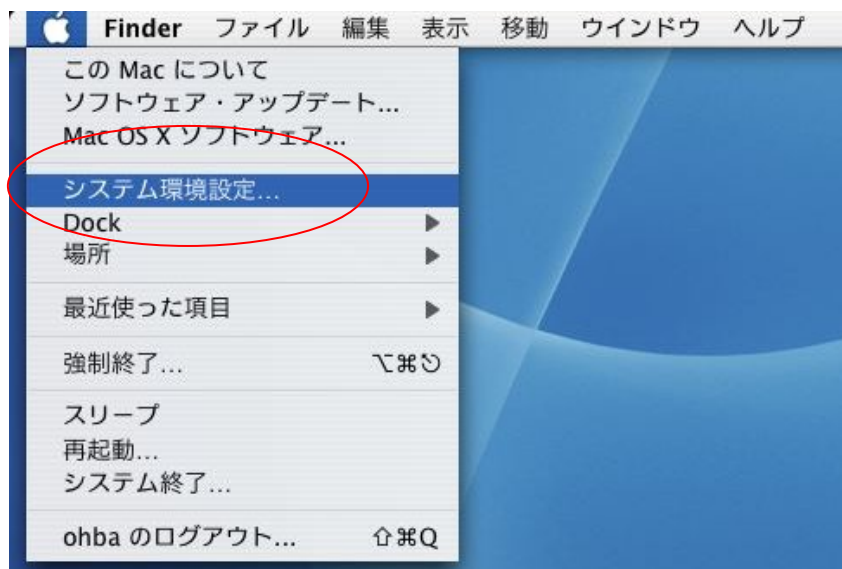 Finder ファイル 編集 表示 移動 ウインドウ ヘルプ
この Mac について
ソフトウェア・アップデート...
Mac OS X ソフトウェア...
システム環境設定...
Dock
場所
最近使った項目
強制終了... ⌥⌘⎋
スリープ
再起動...
システム終了...
ohba のログアウト... ⇧⌘Q